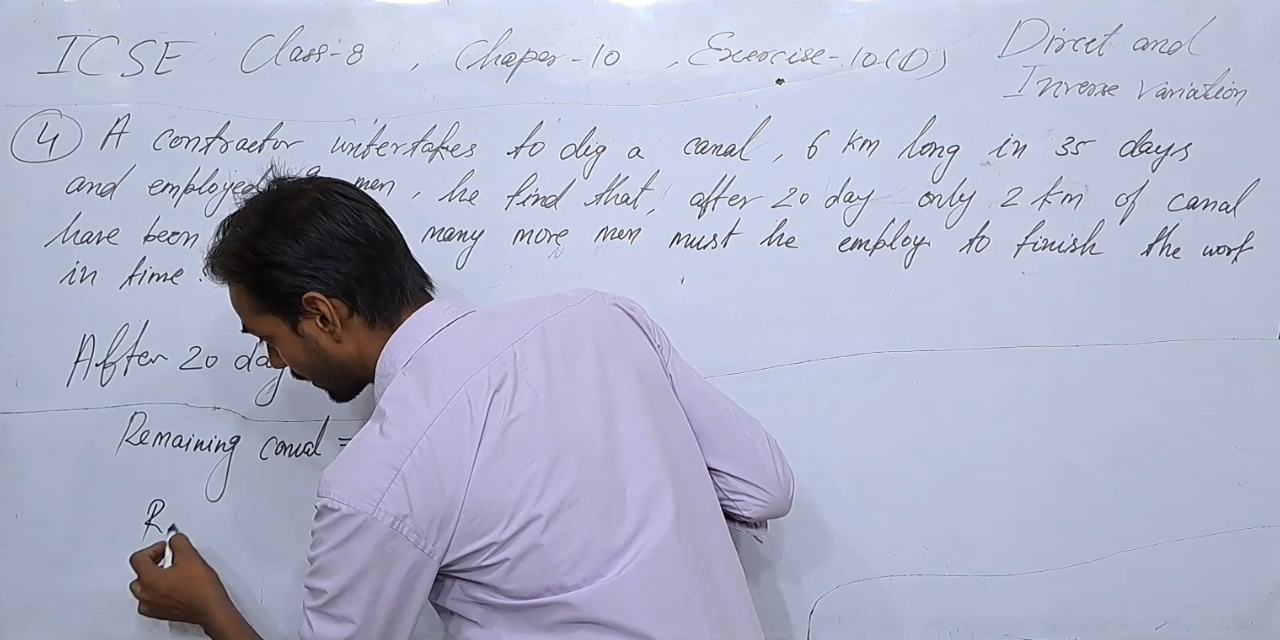 ICSE Class-8 , Chaper-10 , Exercise-10.(D) Direct and
Inverse variation
(4) A contractor untertakes to dig a canal, 6 km long in 35 days
and employed men, he find that, after 20 day only 2 km of canal
have been many more men must he employ to finish the work
in time.
After 20 day
Remaining canal =
R